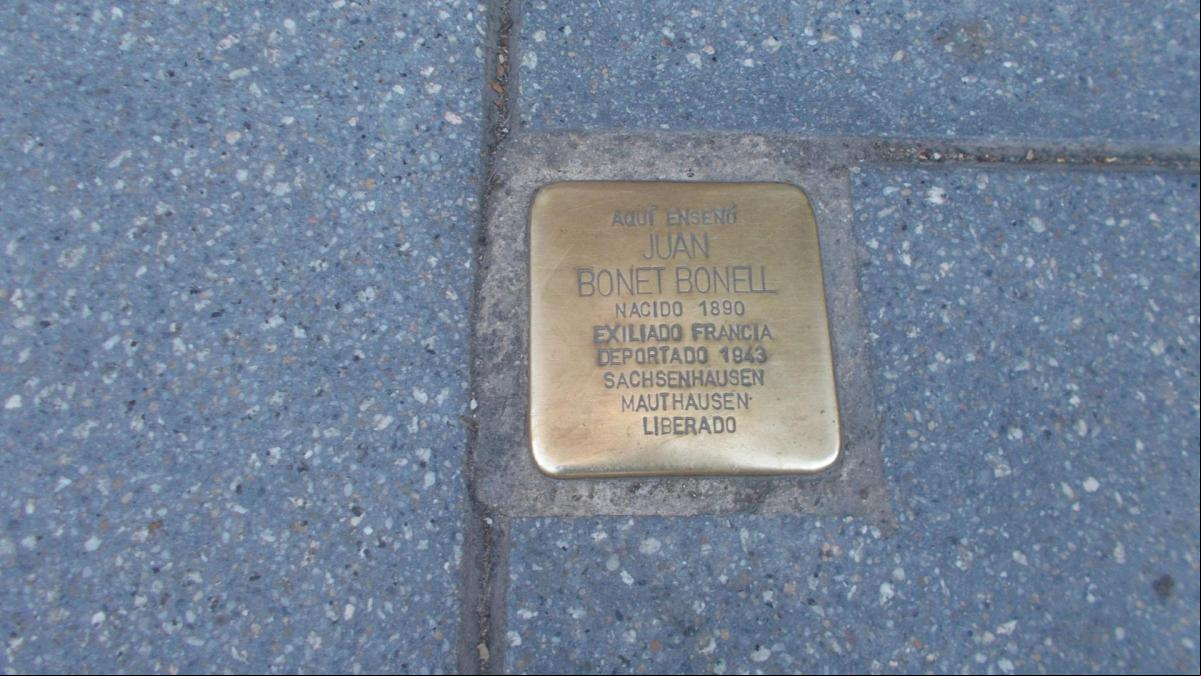 AQUÍ ENSEÑÓ
JUAN
BONET BONELL
NACIDO 1890
EXILIADO FRANCIA
DEPORTADO 1943
SACHSENHAUSEN
MAUTHAUSEN
LIBERADO